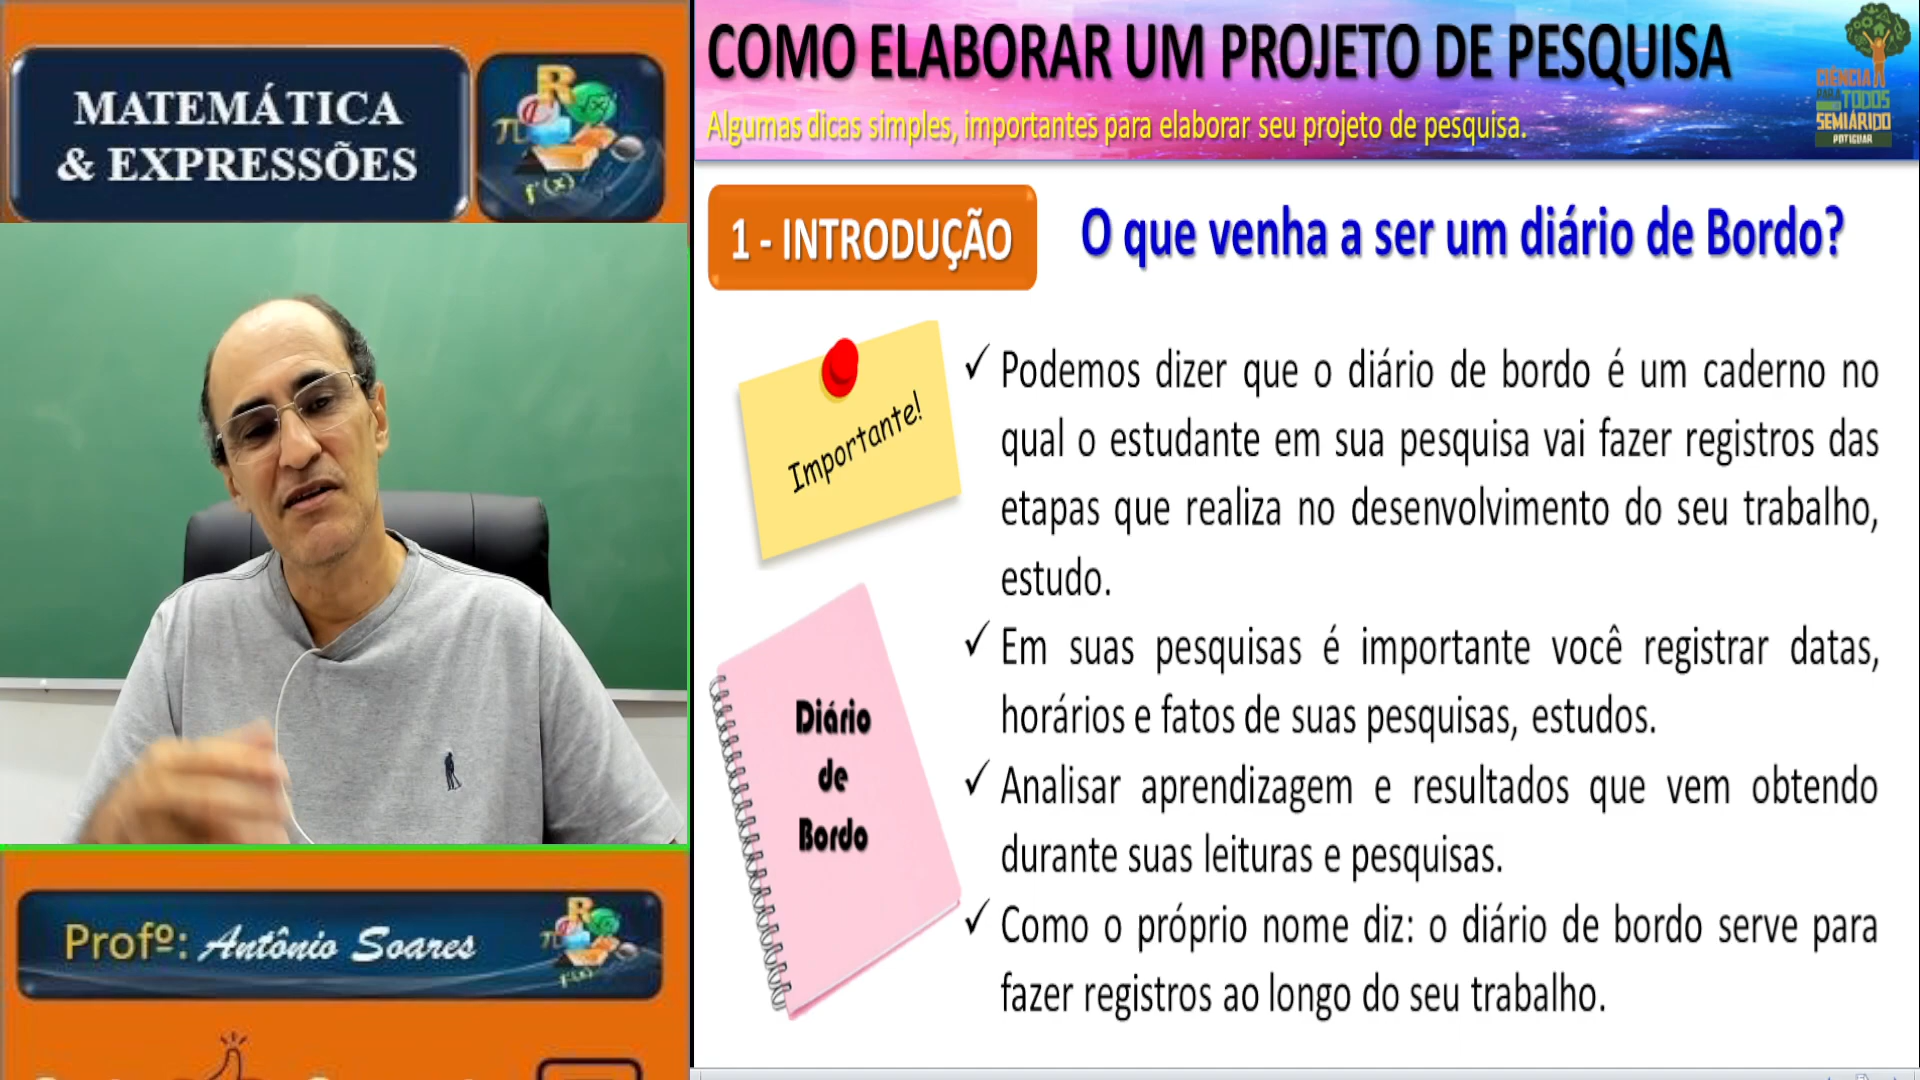 MATEMÁTICA
& EXPRESSÕES
R
π
√x
f'(x)
Profº: Antônio Soares
R
COMO ELABORAR UM PROJETO DE PESQUISA
Algumas dicas simples, importantes para elaborar seu projeto de pesquisa.
CIÊNCIA
PARA
TODOS
SEMIÁRIDO
POTIGUAR
1 - INTRODUÇÃO
O que venha a ser um diário de Bordo?
Importante!
Diário
de
Bordo
✓ Podemos dizer que o diário de bordo é um caderno no
qual o estudante em sua pesquisa vai fazer registros das
etapas que realiza no desenvolvimento do seu trabalho,
estudo.
✓ Em suas pesquisas é importante você registrar datas,
horários e fatos de suas pesquisas, estudos.
✓ Analisar aprendizagem e resultados que vem obtendo
durante suas leituras e pesquisas.
✓ Como o próprio nome diz: o diário de bordo serve para
fazer registros ao longo do seu trabalho.